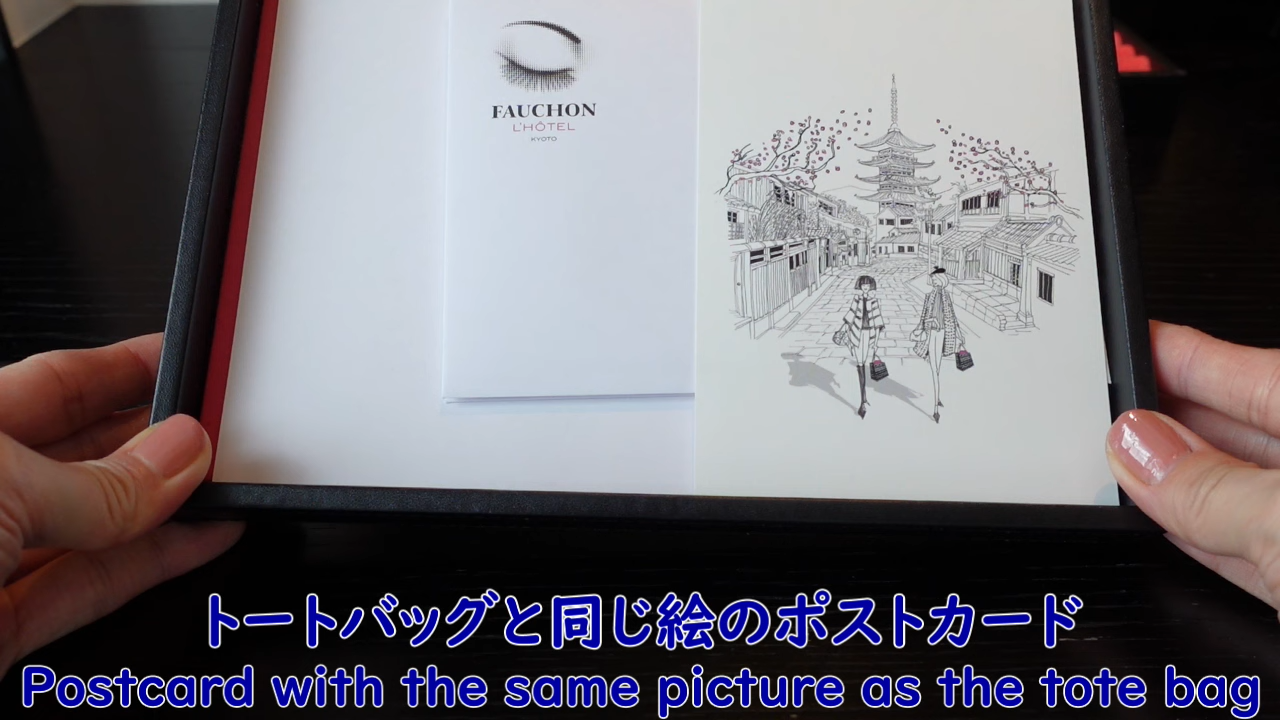 FAUCHON
L'HÔTEL
KYOTO
トートバッグと同じ絵のポストカード
Postcard with the same picture as the tote bag